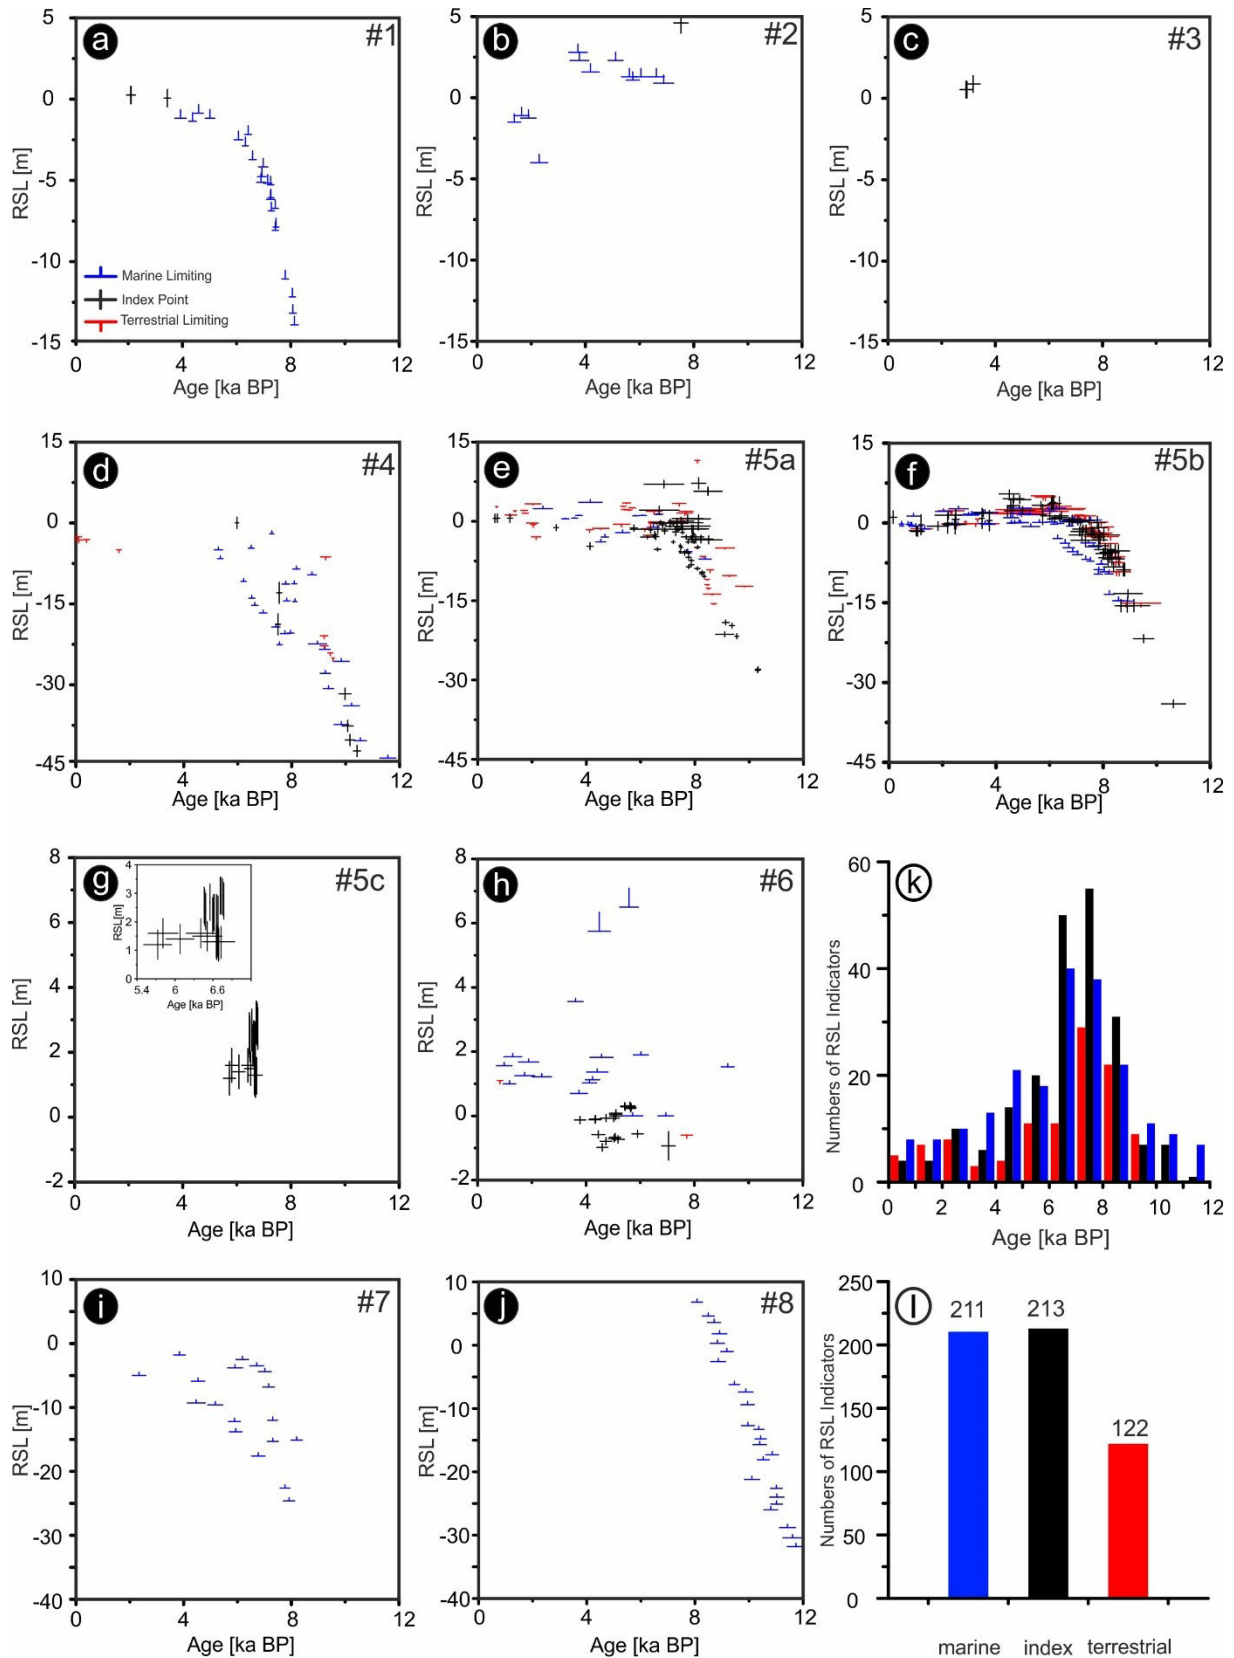 a #1
5
0
-5
-10
-15
RSL [m]
Marine Limiting
Index Point
Terrestrial Limiting
0 4 8 12
Age [ka BP]
b #2
5
0
-5
-10
-15
RSL [m]
0 4 8 12
Age [ka BP]
c #3
5
0
-5
-10
-15
RSL [m]
0 4 8 12
Age [ka BP]
d #4
15
0
-15
-30
-45
RSL [m]
0 4 8 12
Age [ka BP]
e #5a
15
0
-15
-30
-45
RSL [m]
0 4 8 12
Age [ka BP]
f #5b
15
0
-15
-30
-45
RSL [m]
0 4 8 12
Age [ka BP]
g #5c
8
6
4
2
0
-2
RSL [m]
4
3
2
1
0
RSL[m]
5.4 6 6.6
Age [ka BP]
0 4 8 12
Age [ka BP]
h #6
8
6
4
2
0
-2
RSL [m]
0 4 8 12
Age [ka BP]
k
60
40
20
0
Numbers of RSL Indicators
0 2 4 6 8 10 12
Age [ka BP]
i #7
10
0
-10
-20
-30
-40
RSL [m]
0 4 8 12
Age [ka BP]
j #8
10
0
-10
-20
-30
-40
RSL [m]
0 4 8 12
Age [ka BP]
l
250
200
150
100
50
0
Numbers of RSL Indicators
211 213 122
marine index terrestrial